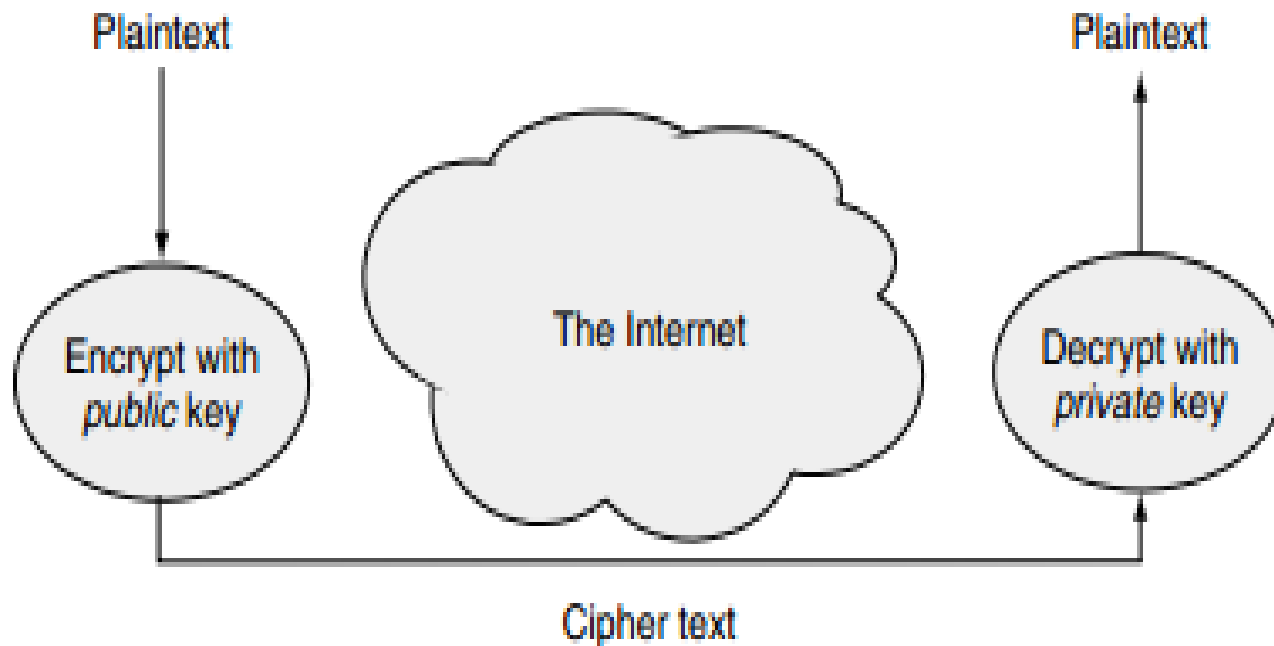 Plaintext
Plaintext
Encrypt with
public key
The Internet
Decrypt with
private key
Cipher text